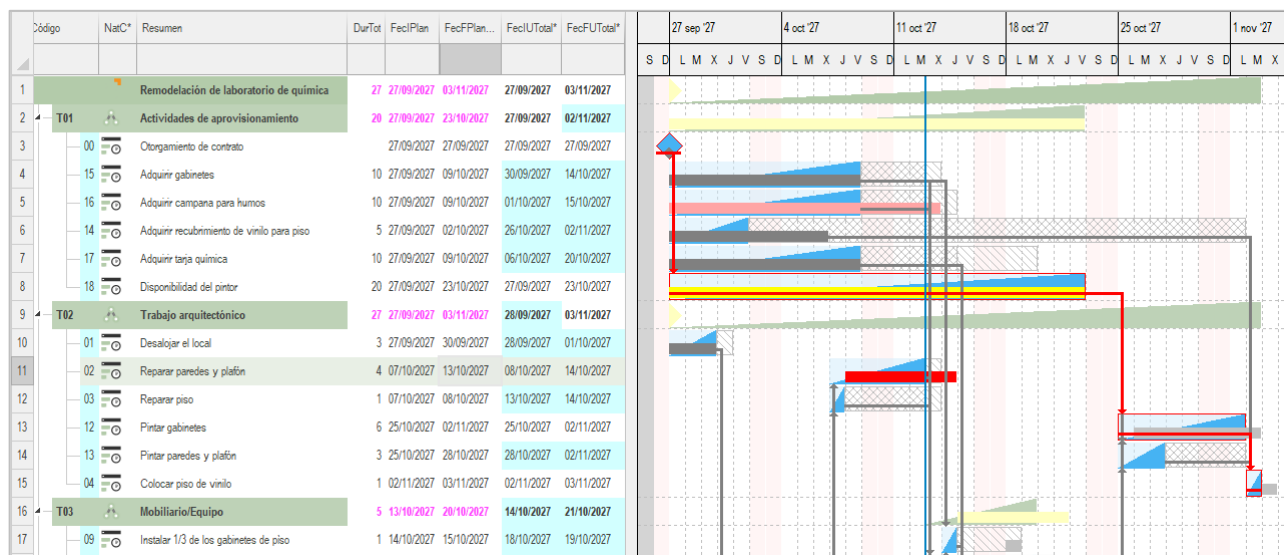 Código NatC* Resumen DurTot FecIPlan FecFPlan... FecIUTotal* FecFUTotal* 27 sep '27 4 oct '27 11 oct '27 18 oct '27 25 oct '27 1 nov '27
S D L M X J V S D L M X J V S D L M X J V S D L M X J V S D L M X J V S D L M X
1 Remodelación de laboratorio de química 27 27/09/2027 03/11/2027 27/09/2027 03/11/2027
2 T01 Actividades de aprovisionamiento 20 27/09/2027 23/10/2027 27/09/2027 02/11/2027
3 00 Otorgamiento de contrato 27/09/2027 27/09/2027 27/09/2027 27/09/2027
4 15 Adquirir gabinetes 10 27/09/2027 09/10/2027 30/09/2027 14/10/2027
5 16 Adquirir campana para humos 10 27/09/2027 09/10/2027 01/10/2027 15/10/2027
6 14 Adquirir recubrimiento de vinilo para piso 5 27/09/2027 02/10/2027 26/10/2027 02/11/2027
7 17 Adquirir tarja química 10 27/09/2027 09/10/2027 06/10/2027 20/10/2027
8 18 Disponibilidad del pintor 20 27/09/2027 23/10/2027 27/09/2027 23/10/2027
9 T02 Trabajo arquitectónico 27 27/09/2027 03/11/2027 28/09/2027 03/11/2027
10 01 Desalojar el local 3 27/09/2027 30/09/2027 28/09/2027 01/10/2027
11 02 Reparar paredes y plafón 4 07/10/2027 13/10/2027 08/10/2027 14/10/2027
12 03 Reparar piso 1 07/10/2027 08/10/2027 13/10/2027 14/10/2027
13 12 Pintar gabinetes 6 25/10/2027 02/11/2027 25/10/2027 02/11/2027
14 13 Pintar paredes y plafón 3 25/10/2027 28/10/2027 28/10/2027 02/11/2027
15 04 Colocar piso de vinilo 1 02/11/2027 03/11/2027 02/11/2027 03/11/2027
16 T03 Mobiliario/Equipo 5 13/10/2027 20/10/2027 14/10/2027 21/10/2027
17 09 Instalar 1/3 de los gabinetes de piso 1 14/10/2027 15/10/2027 18/10/2027 19/10/2027